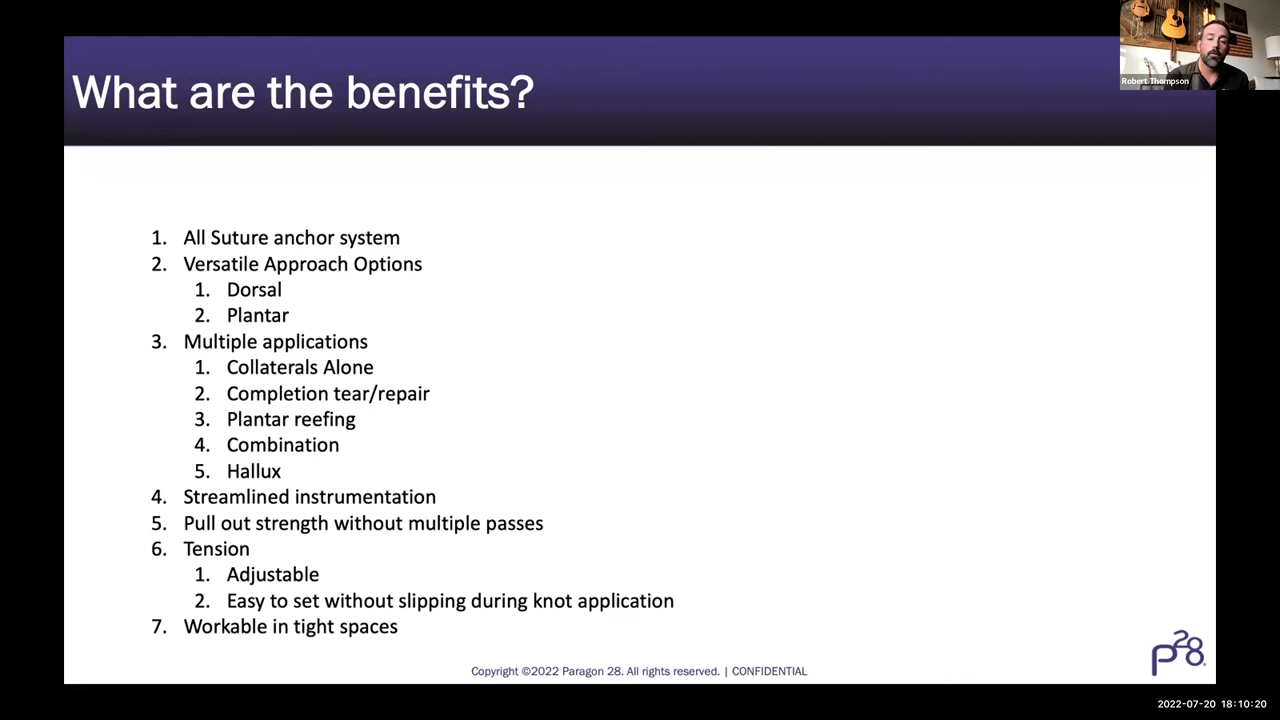 What are the benefits?
Robert Thompson
1. All Suture anchor system
2. Versatile Approach Options
1. Dorsal
2. Plantar
3. Multiple applications
1. Collaterals Alone
2. Completion tear/repair
3. Plantar reefing
4. Combination
5. Hallux
4. Streamlined instrumentation
5. Pull out strength without multiple passes
6. Tension
1. Adjustable
2. Easy to set without slipping during knot application
7. Workable in tight spaces
P28
Copyright ©2022 Paragon 28. All rights reserved. | CONFIDENTIAL
2022-07-20 18:10:20